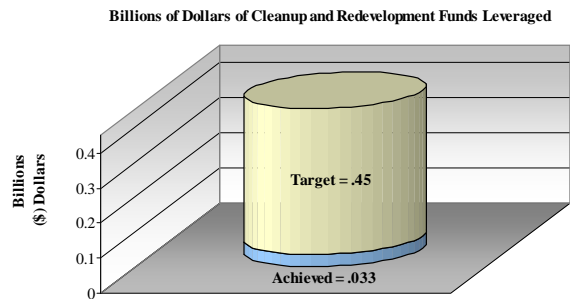 Billions of Dollars of Cleanup and Redevelopment Funds Leveraged
Billions
($) Dollars
0.4
0.3
0.2
0.1
0
Target = .45
Achieved = .033